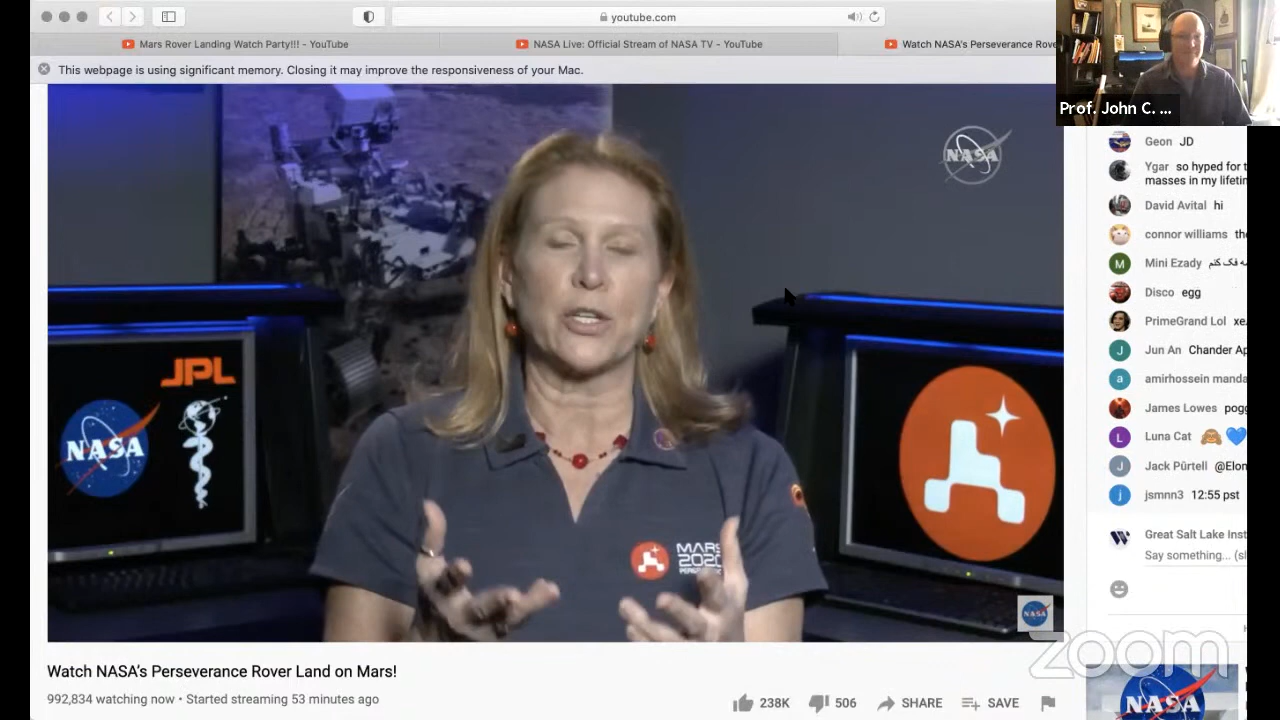 youtube.com
Mars Rover Landing Watch Party!!! - YouTube
NASA Live: Official Stream of NASA TV - YouTube
Watch NASA's Perseverance Rove
This webpage is using significant memory. Closing it may improve the responsiveness of your Mac.
Prof. John C. ...
NASA
JPL
NASA
MARS
2020
Geon JD
Ygar so hyped for t
masses in my lifetin
David Avital hi
connor williams the
M Mini Ezady
Disco egg
PrimeGrand Lol xe
J Jun An Chander Ap
a amirhossein manda
James Lowes pogg
L Luna Cat
J Jack Pürtell @Elon
j jsmnn3 12:55 pst
Great Salt Lake Inst
Say something... (sl
NASA
zoom
Watch NASA's Perseverance Rover Land on Mars!
992,834 watching now • Started streaming 53 minutes ago
238K 506 SHARE SAVE
NASA